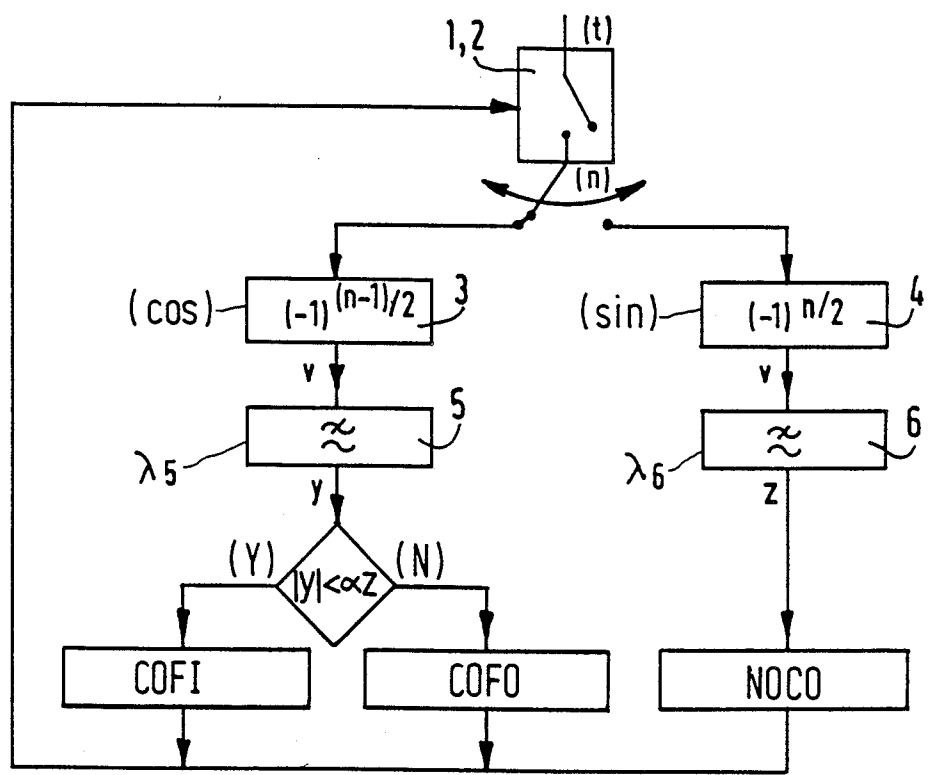 (t)
1,2
(n)
(cos)
(-1)^(n-1)/2
3
(sin)
(-1)^n/2
4
v
v
5
6
λ5
λ6
y
z
(Y)
(N)
|y|<αz
COFI
COFO
NOCO